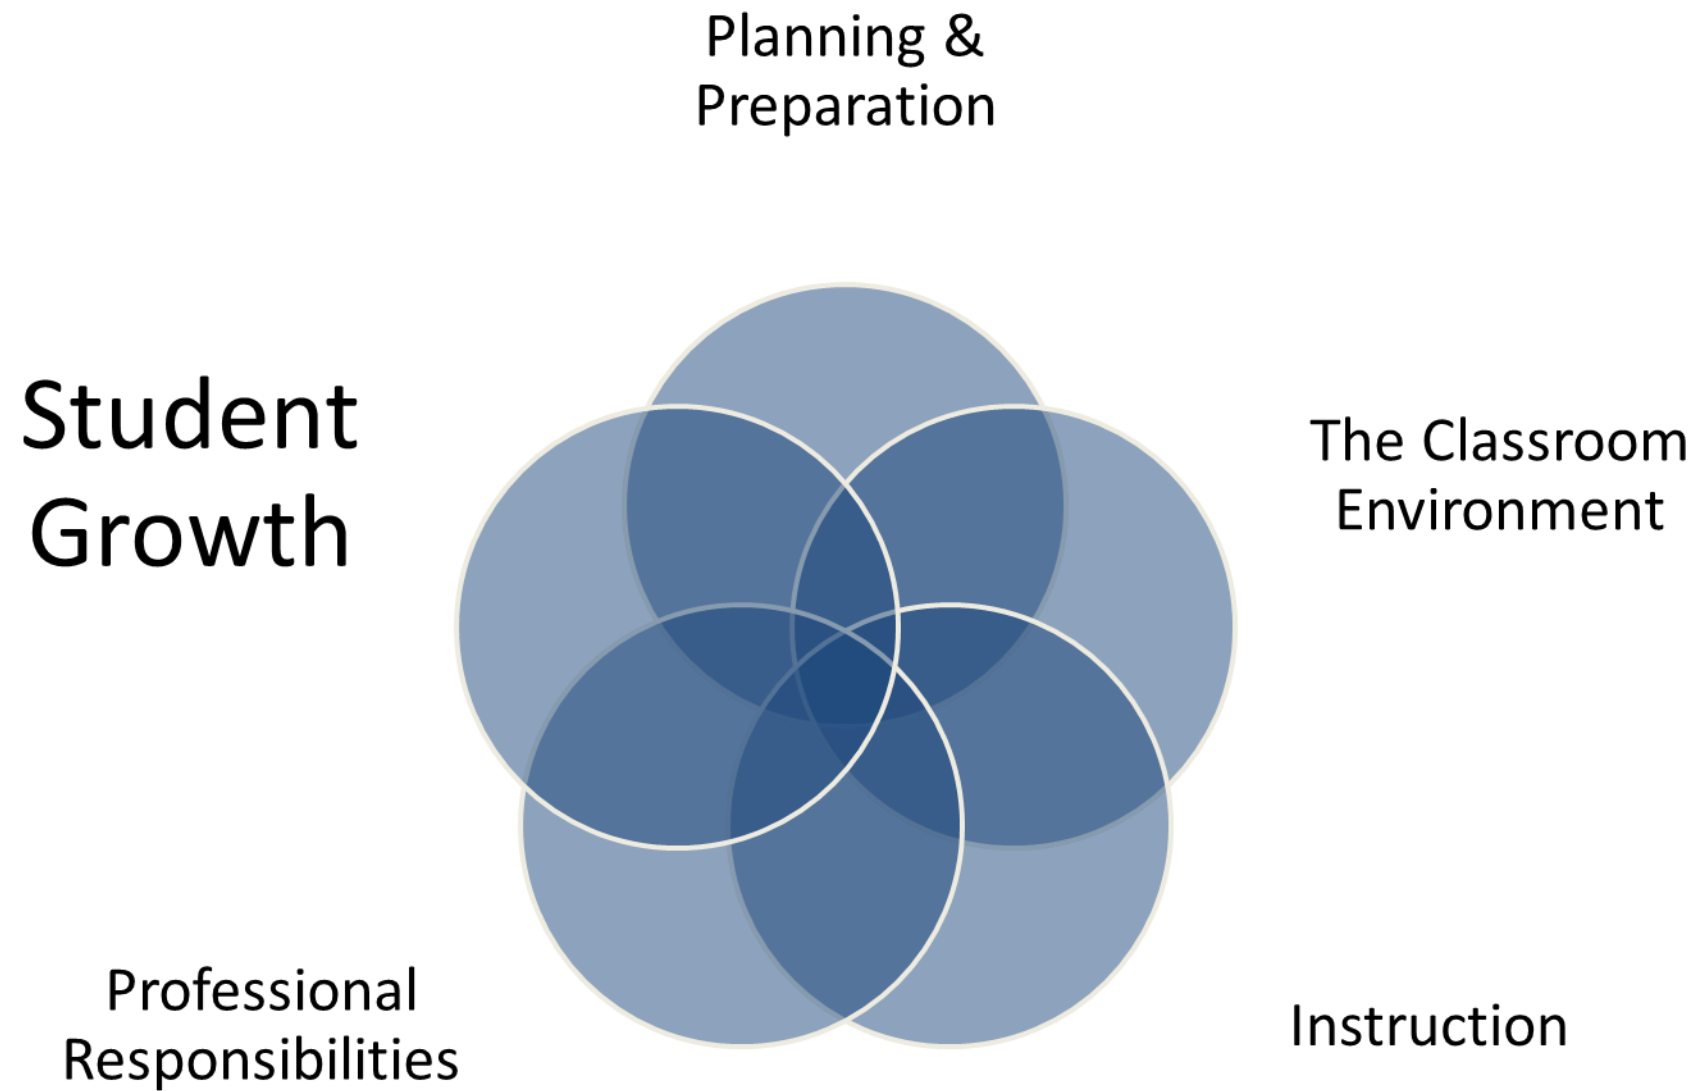 Planning &
Preparation
Student
Growth
The Classroom
Environment
Professional
Responsibilities
Instruction